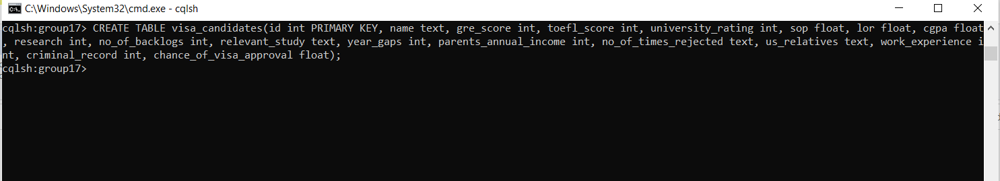 C:\Windows\System32\cmd.exe - cqlsh
cqlsh:group17> CREATE TABLE visa_candidates(id int PRIMARY KEY, name text, gre_score int, toefl_score int, university_rating int, sop float, lor float, cgpa float
, research int, no_of_backlogs int, relevant_study text, year_gaps int, parents_annual_income int, no_of_times_rejected text, us_relatives text, work_experience i
nt, criminal_record int, chance_of_visa_approval float);
cqlsh:group17>